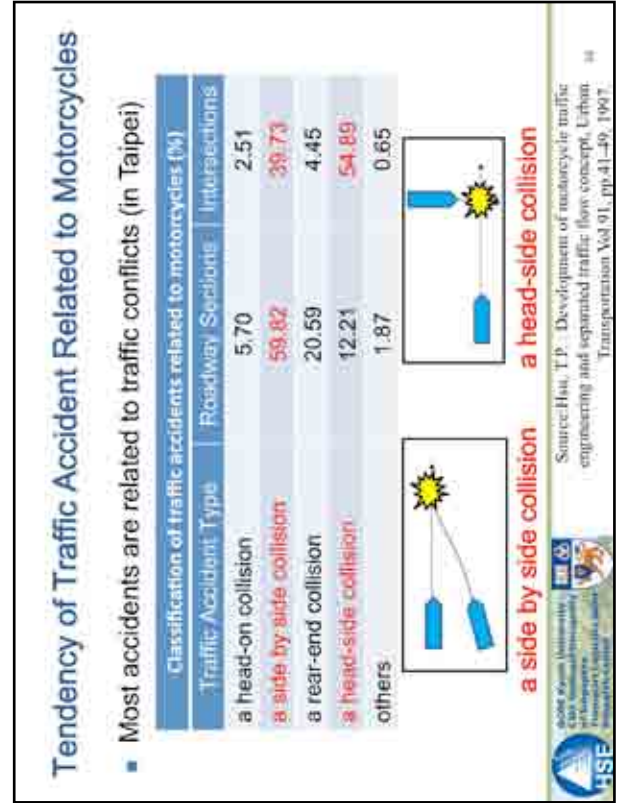 Tendency of Traffic Accident Related to Motorcycles
Most accidents are related to traffic conflicts (in Taipei)
Classification of traffic accidents related to motorcycles (%)
Traffic Accident Type Roadway Sections Intersections
a head-on collision 5.70 2.51
a side by side collision 59.82 39.73
a rear-end collision 20.59 4.45
a head-side collision 12.21 54.89
others 1.87 0.65
a side by side collision a head-side collision
HSE
Source:Hsu, T.P.: Development of motorcycle traffic
engineering and separated traffic flow concept, Urban
Transportation Vol.91, pp.41-49, 1997.